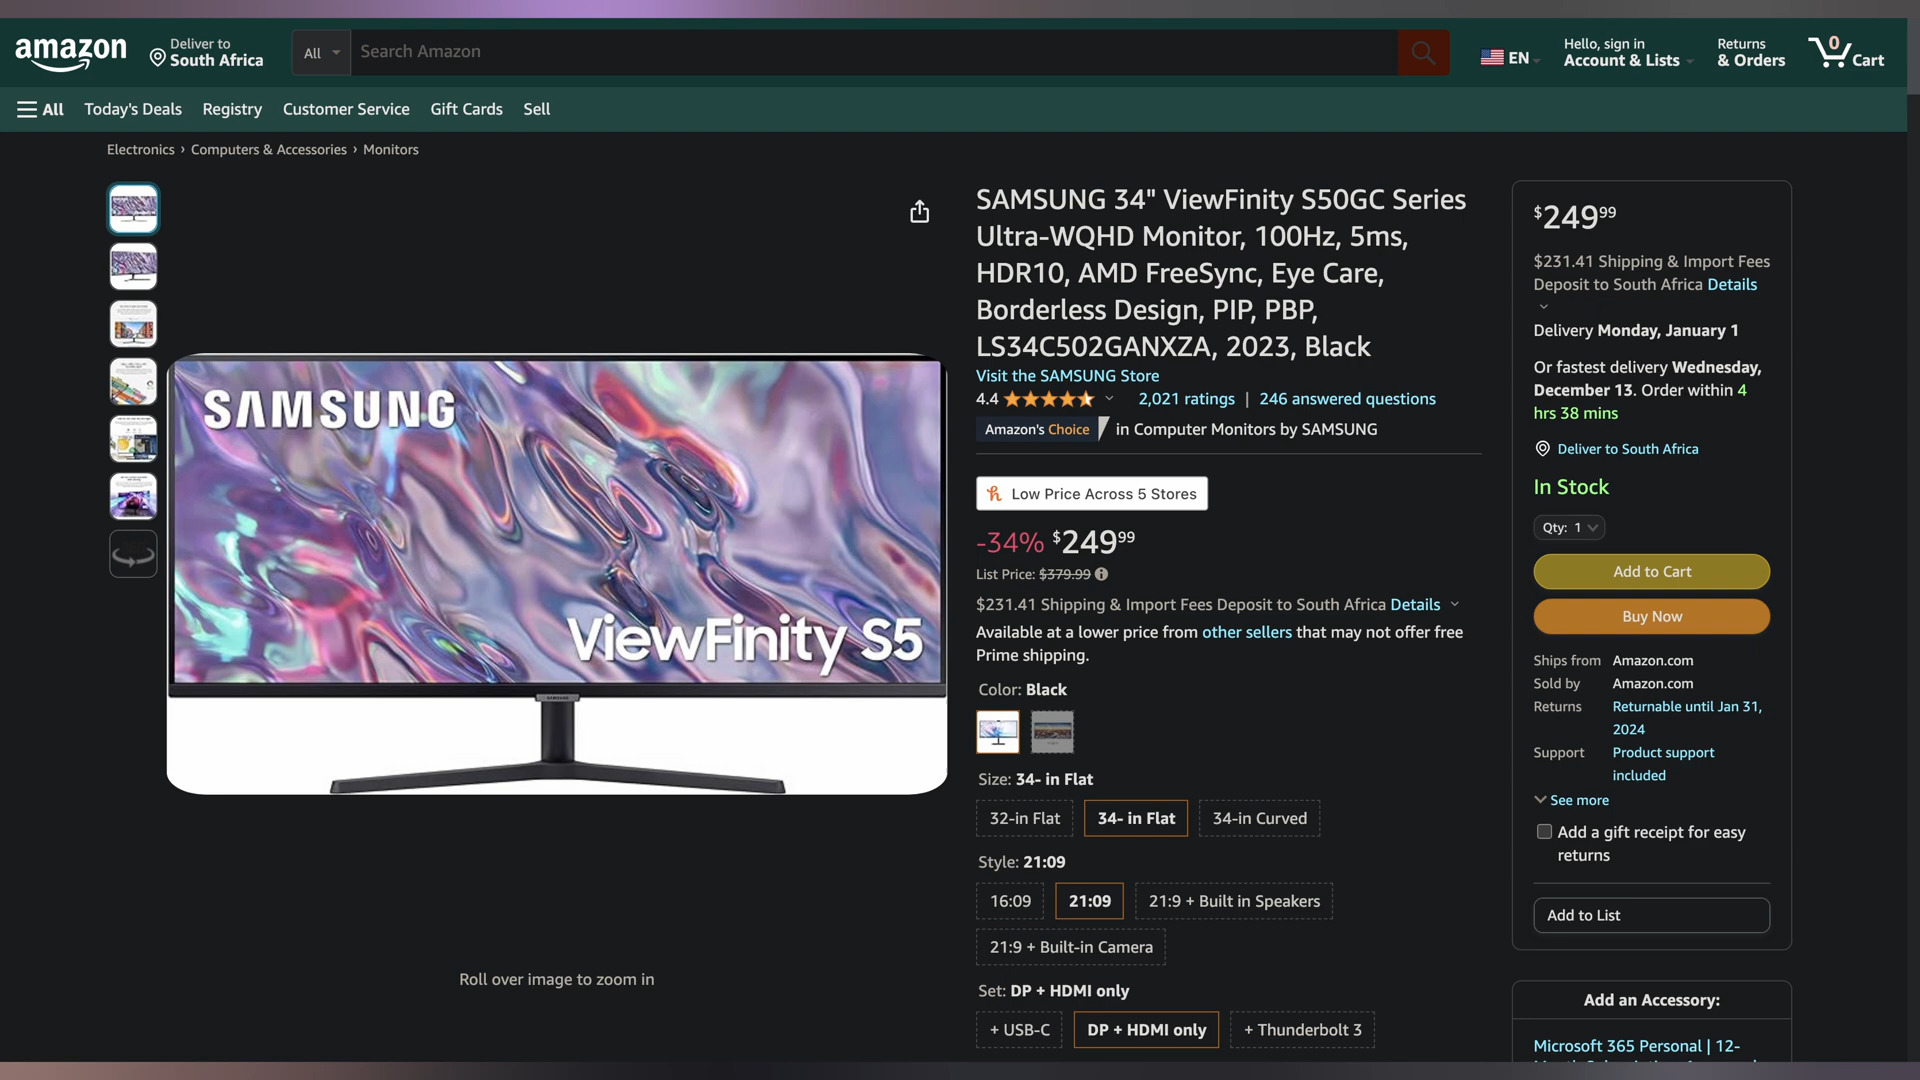 amazon
Deliver to
South Africa
All
Search Amazon
EN
Hello, sign in
Account & Lists
Returns
& Orders
0
Cart
All
Today's Deals
Registry
Customer Service
Gift Cards
Sell
Electronics › Computers & Accessories › Monitors
SAMSUNG
ViewFinity S5
SAMSUNG
Roll over image to zoom in
SAMSUNG 34" ViewFinity S50GC Series
Ultra-WQHD Monitor, 100Hz, 5ms,
HDR10, AMD FreeSync, Eye Care,
Borderless Design, PIP, PBP,
LS34C502GANXZA, 2023, Black
Visit the SAMSUNG Store
4.4
2,021 ratings | 246 answered questions
Amazon's Choice in Computer Monitors by SAMSUNG
Low Price Across 5 Stores
-34% $249.99
List Price: $379.99
$231.41 Shipping & Import Fees Deposit to South Africa Details
Available at a lower price from other sellers that may not offer free
Prime shipping.
Color: Black
Size: 34- in Flat
32-in Flat
34- in Flat
34-in Curved
Style: 21:09
16:09
21:09
21:9 + Built in Speakers
21:9 + Built-in Camera
Set: DP + HDMI only
+ USB-C
DP + HDMI only
+ Thunderbolt 3
$249.99
$231.41 Shipping & Import Fees
Deposit to South Africa Details
Delivery Monday, January 1
Or fastest delivery Wednesday,
December 13. Order within 4
hrs 38 mins
Deliver to South Africa
In Stock
Qty: 1
Add to Cart
Buy Now
Ships from Amazon.com
Sold by Amazon.com
Returns Returnable until Jan 31,
2024
Support Product support
included
See more
Add a gift receipt for easy
returns
Add to List
Add an Accessory:
Microsoft 365 Personal | 12-